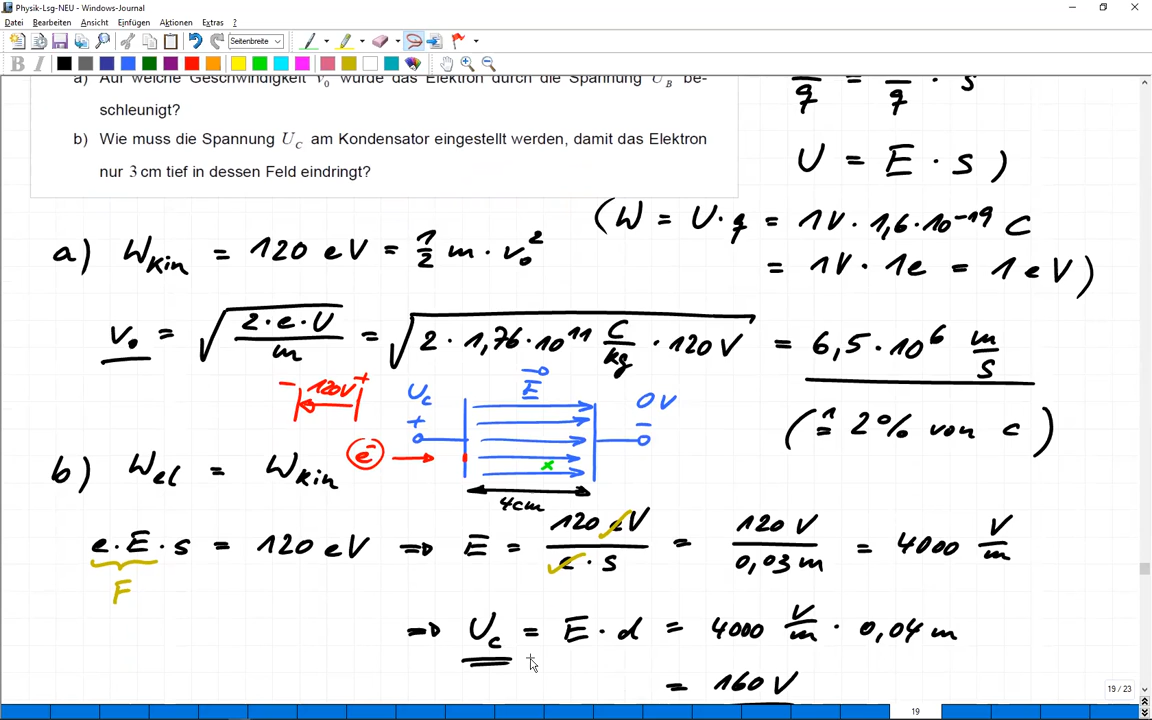 Physik-Lsg-NEU - Windows-Journal
Datei Bearbeiten Ansicht Einfügen Aktionen Extras ?
Seitenbreite
B I
a) Auf welche Geschwindigkeit v₀ wurde das Elektron durch die Spannung U_B be-
schleunigt?
b) Wie muss die Spannung U_C am Kondensator eingestellt werden, damit das Elektron
nur 3 cm tief in dessen Feld eindringt?
q = q · s
U = E · s )
(W = U·q = 1V · 1,6·10⁻¹⁹ C
= 1V · 1e = 1 eV)
a) W_Kin = 120 eV = 1/2 m · v₀²
v₀ = √(2·e·U / m) = √(2 · 1,76·10¹¹ C/kg · 120 V) = 6,5·10⁶ m/s
(≙ 2% von c)
- 120V +
U_c E 0V
+ -
e⁻
4cm
b) W_el = W_Kin
e·E·s = 120 eV ⇒ E = 120 eV / e·s = 120 V / 0,03 m = 4000 V/m
F
⇒ U_c = E·d = 4000 V/m · 0,04 m
= 160 V
19 / 23
19